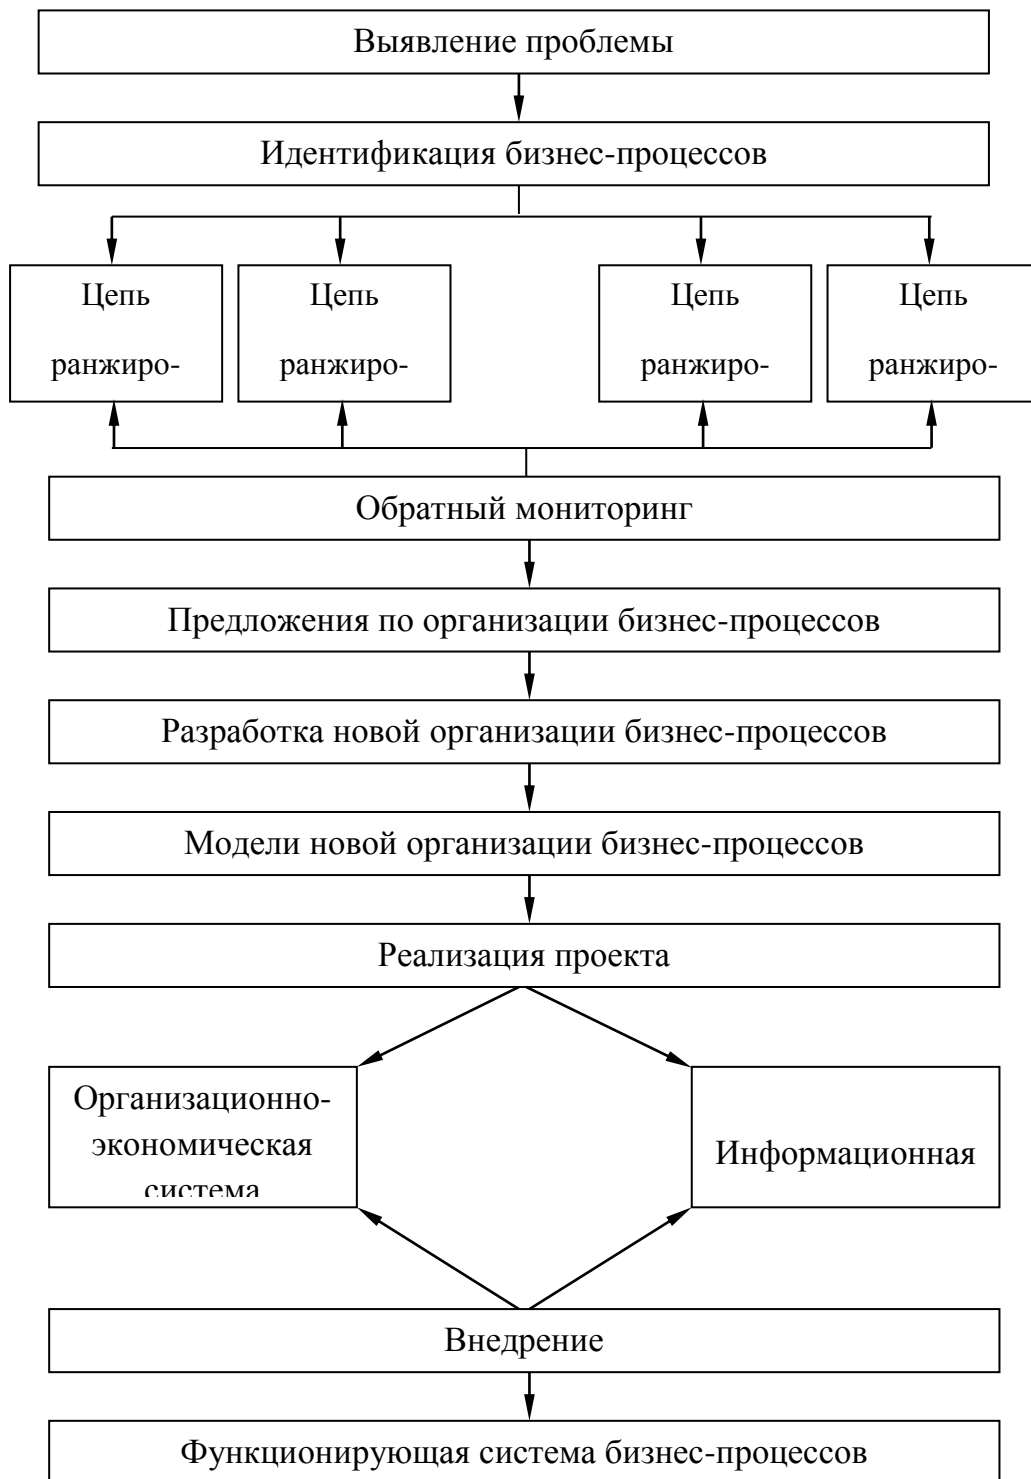 Выявление проблемы
Идентификация бизнес-процессов
Цепь
ранжиро-
Цепь
ранжиро-
Цепь
ранжиро-
Цепь
ранжиро-
Обратный мониторинг
Предложения по организации бизнес-процессов
Разработка новой организации бизнес-процессов
Модели новой организации бизнес-процессов
Реализация проекта
Организационно-
экономическая
система
Информационная
Внедрение
Функционирующая система бизнес-процессов